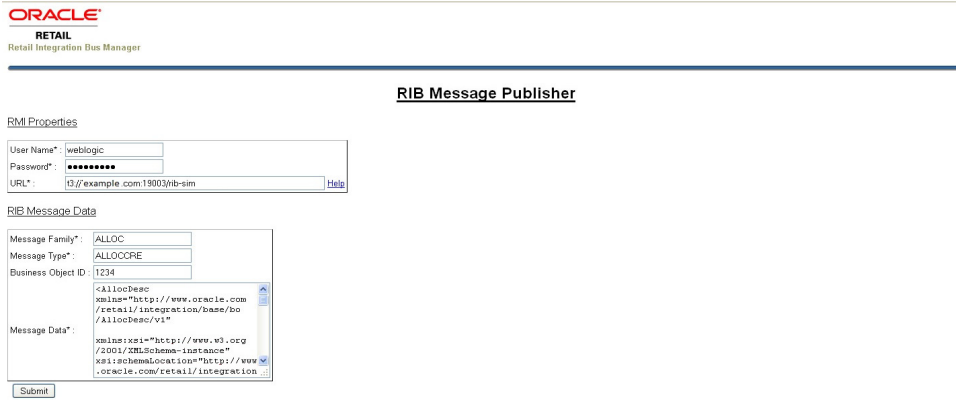 ORACLE
RETAIL
Retail Integration Bus Manager
RIB Message Publisher
RMI Properties
User Name* : weblogic
Password* : ●●●●●●●●●
URL* : t3://example.com:19003/rib-sim Help
RIB Message Data
Message Family* : ALLOC
Message Type* : ALLOCCRE
Business Object ID : 1234
Message Data* :
<AllocDesc
xmlns="http://www.oracle.com
/retail/integration/base/bo
/AllocDesc/v1"
xmlns:xsi="http://www.w3.org
/2001/XMLSchema-instance"
xsi:schemaLocation="http://www
.oracle.com/retail/integration
Submit